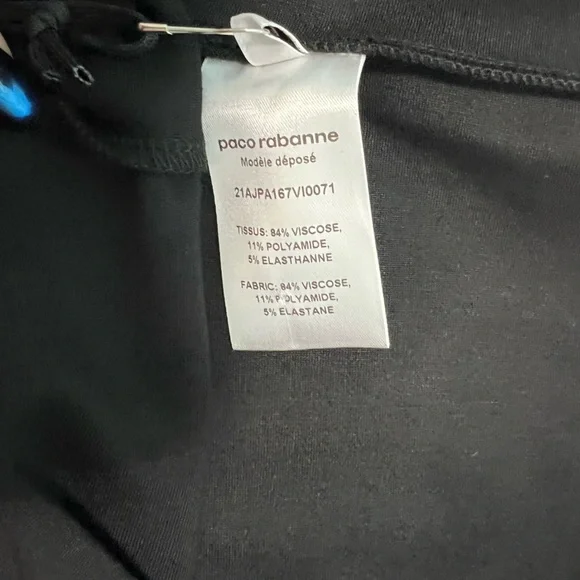 paco rabanne
Modèle déposé
21AJPA167VI0071
TISSUS: 84% VISCOSE,
11% POLYAMIDE,
5% ELASTHANNE
FABRIC: 84% VISCOSE,
11% POLYAMIDE,
5% ELASTANE